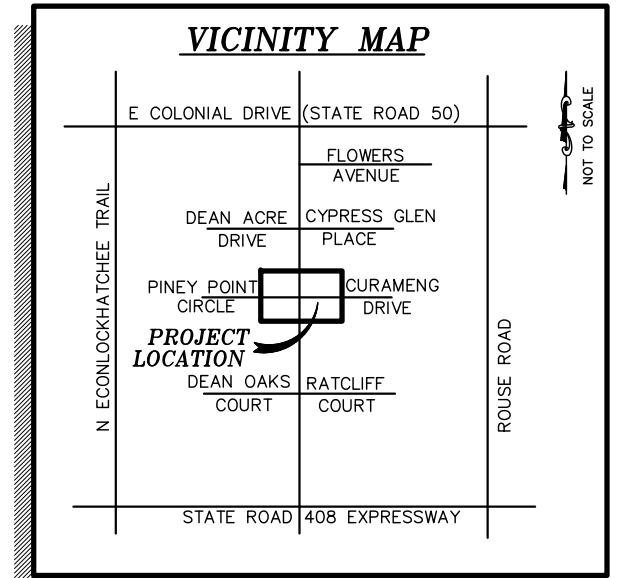 VICINITY MAP
E COLONIAL DRIVE (STATE ROAD 50)
NOT TO SCALE
FLOWERS
AVENUE
N ECONLOCKHATCHEE TRAIL
DEAN ACRE
DRIVE
CYPRESS GLEN
PLACE
PINEY POINT
CIRCLE
CURAMENG
DRIVE
PROJECT
LOCATION
ROUSE ROAD
DEAN OAKS
COURT
RATCLIFF
COURT
STATE ROAD 408 EXPRESSWAY